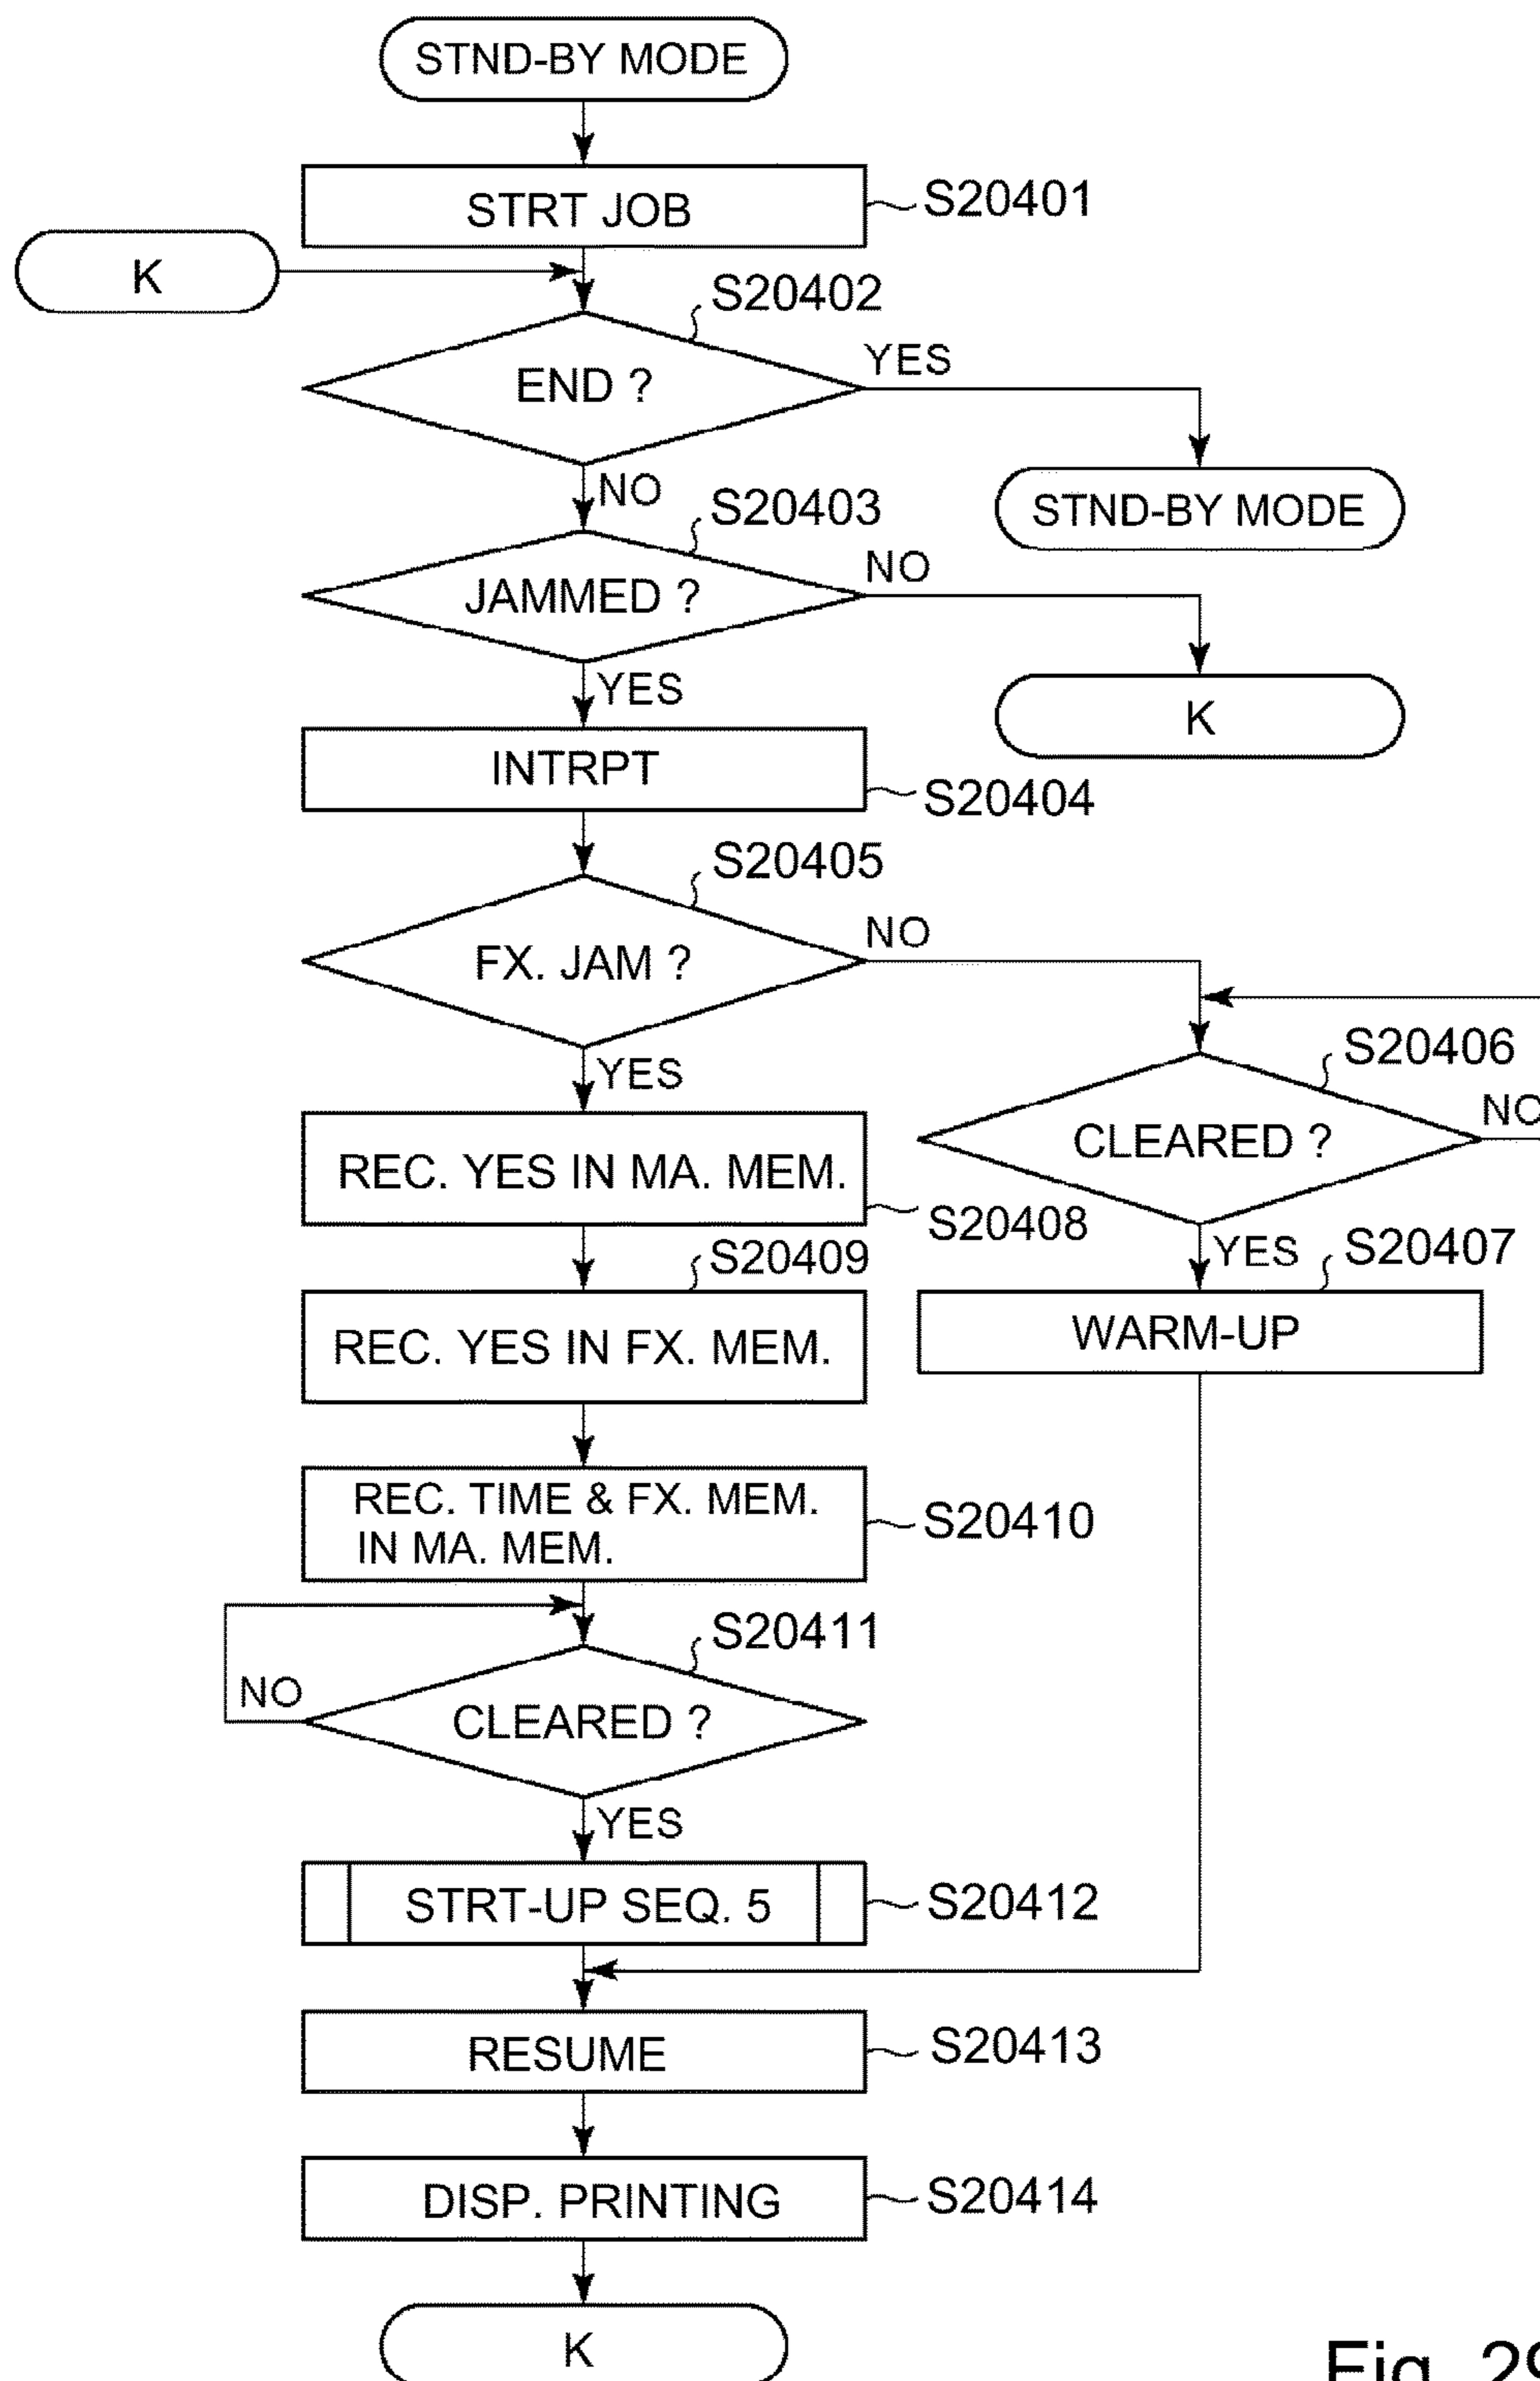 STND-BY MODE
STRT JOB
S20401
K
S20402
END ?
YES
NO
STND-BY MODE
S20403
JAMMED ?
NO
YES
K
INTRPT
S20404
S20405
FX. JAM ?
NO
YES
S20406
CLEARED ?
NO
YES
REC. YES IN MA. MEM.
S20408
S20409
S20407
REC. YES IN FX. MEM.
WARM-UP
REC. TIME & FX. MEM.
IN MA. MEM.
S20410
S20411
NO
CLEARED ?
YES
STRT-UP SEQ. 5
S20412
RESUME
S20413
DISP. PRINTING
S20414
K
Fig. 29